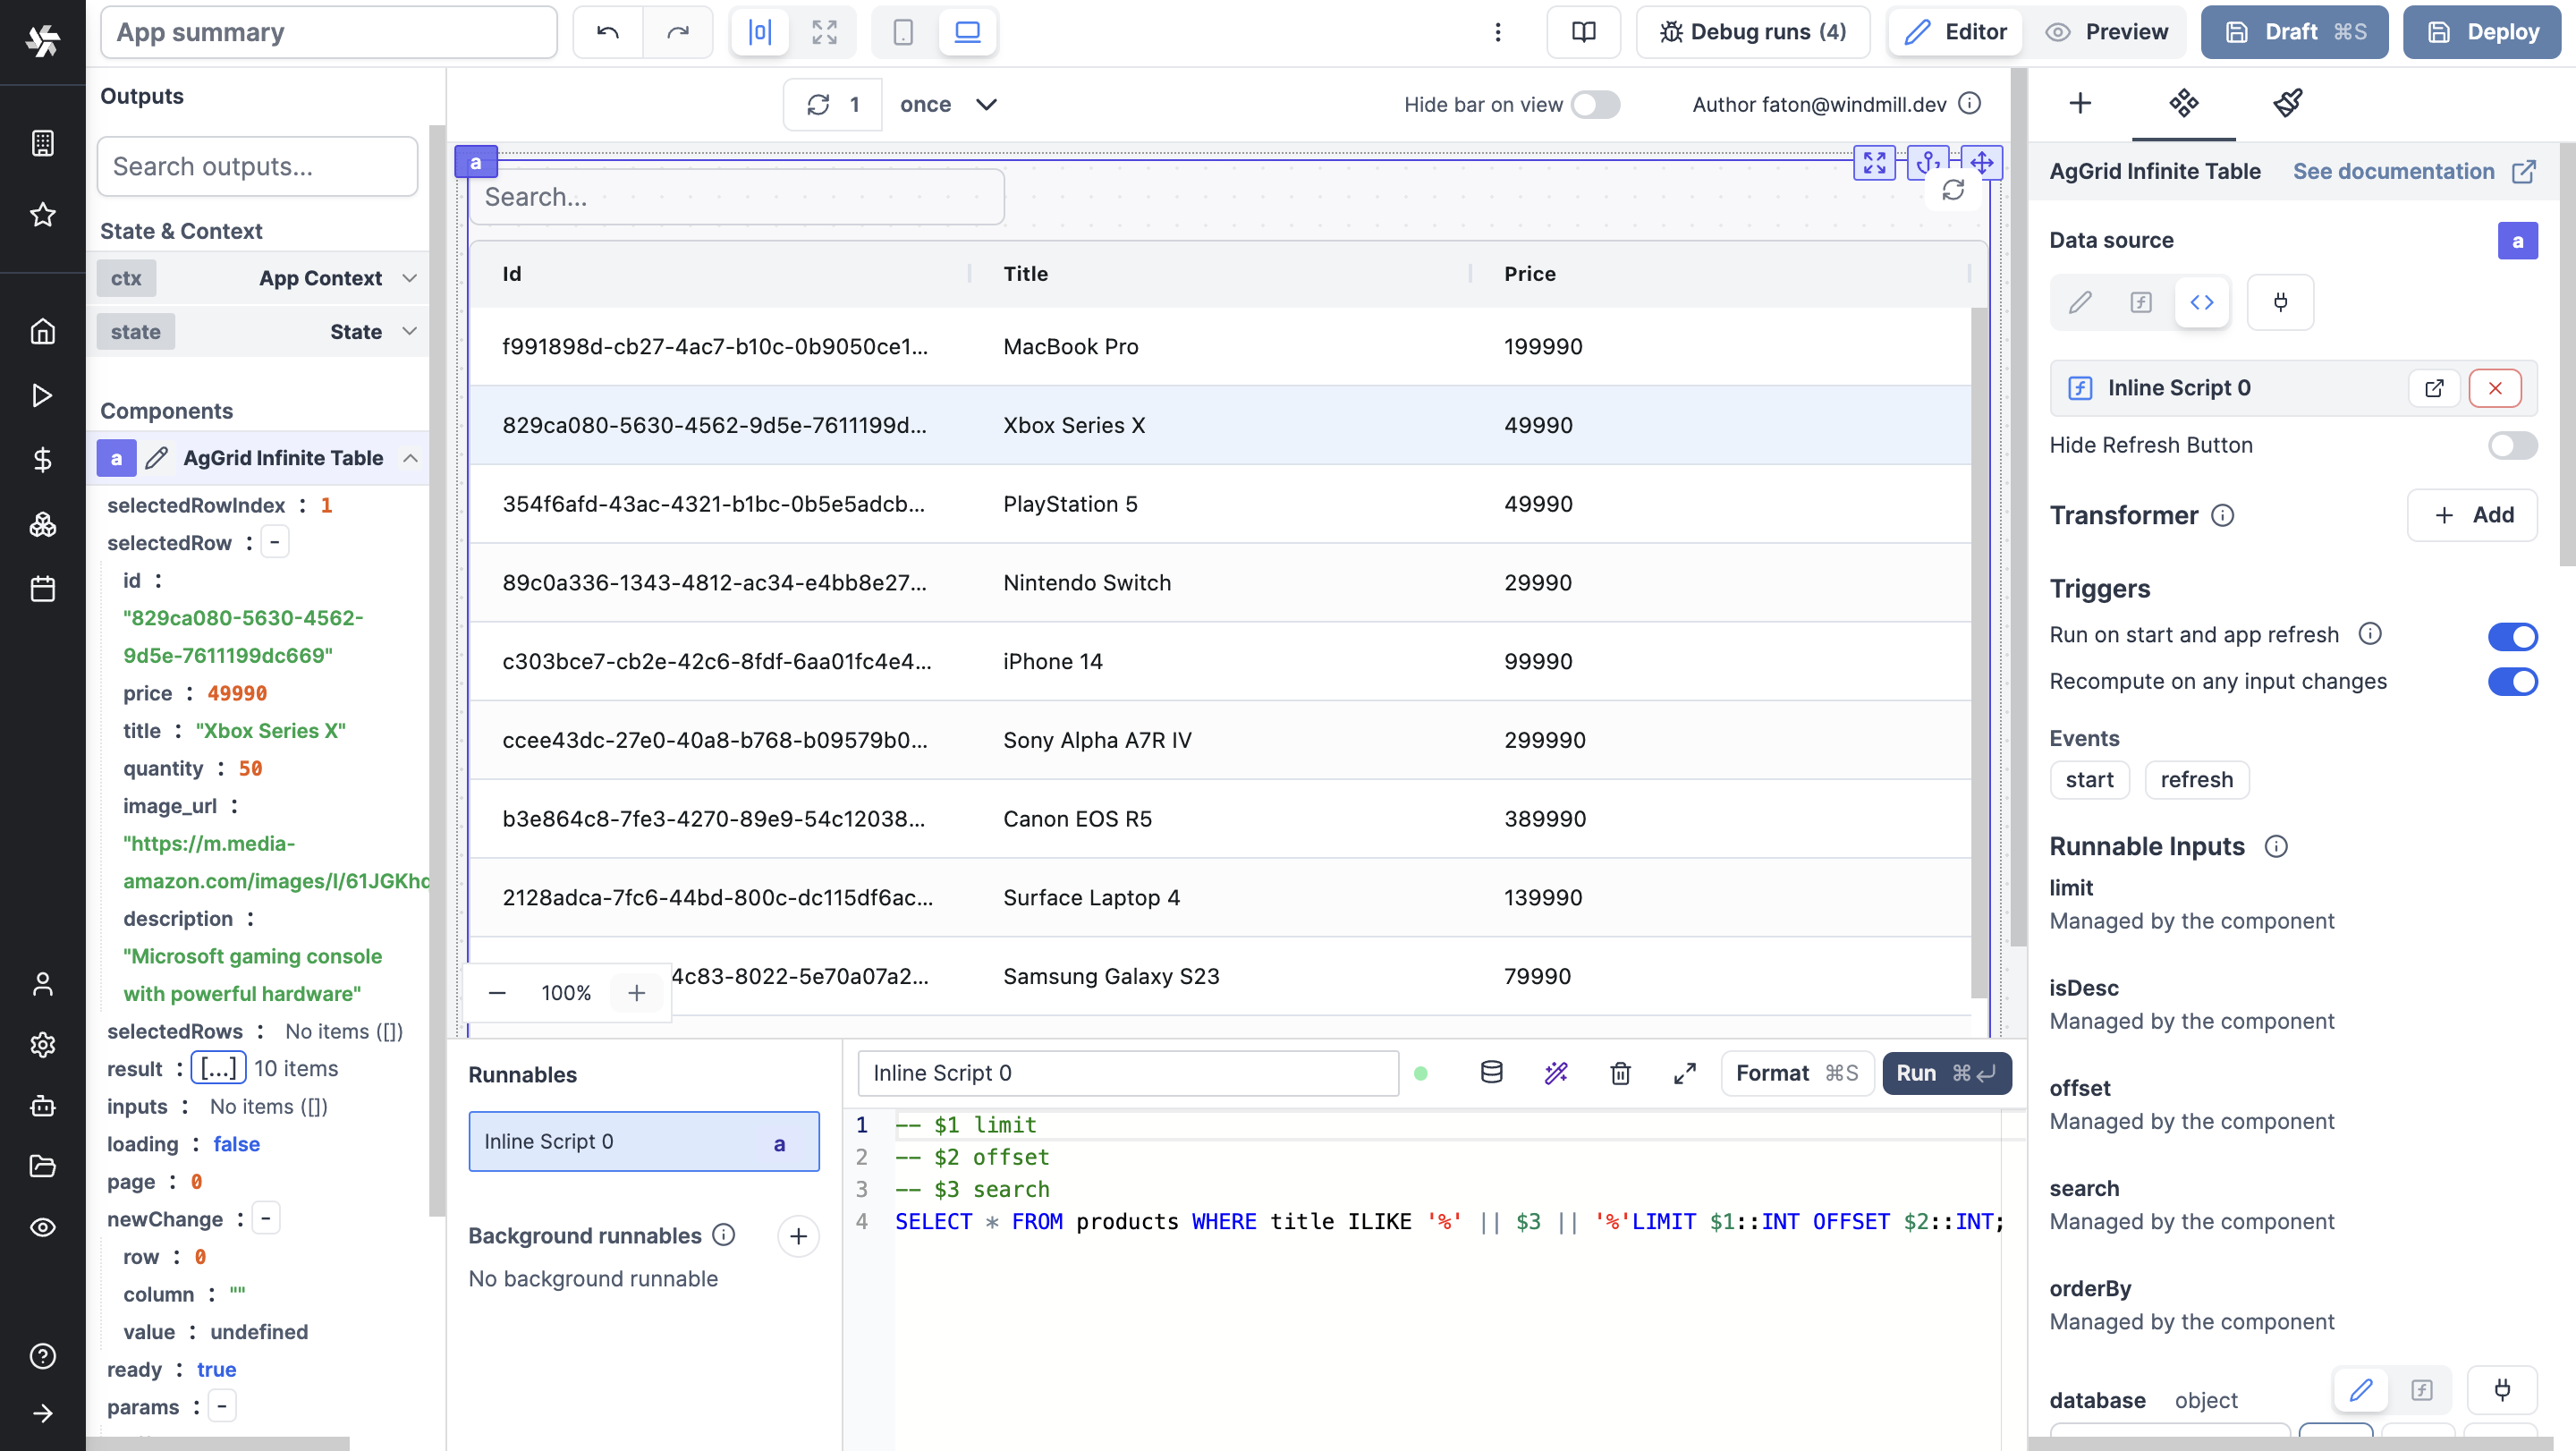 App summary
Debug runs (4)
Editor
Preview
Draft ⌘S
Deploy
Outputs
Search outputs...
State & Context
ctx App Context
state State
Components
a AgGrid Infinite Table
selectedRowIndex : 1
selectedRow : -
id :
"829ca080-5630-4562-
9d5e-7611199dc669"
price : 49990
title : "Xbox Series X"
quantity : 50
image_url :
"https://m.media-
amazon.com/images/I/61JGKhc
description :
"Microsoft gaming console
with powerful hardware"
selectedRows : No items ([])
result : [...] 10 items
inputs : No items ([])
loading : false
page : 0
newChange : -
row : 0
column : ""
value : undefined
ready : true
params : -
1 once
Hide bar on view
Author faton@windmill.dev
a
Search...
Id Title Price
f991898d-cb27-4ac7-b10c-0b9050ce1... MacBook Pro 199990
829ca080-5630-4562-9d5e-7611199d... Xbox Series X 49990
354f6afd-43ac-4321-b1bc-0b5e5adcb... PlayStation 5 49990
89c0a336-1343-4812-ac34-e4bb8e27... Nintendo Switch 29990
c303bce7-cb2e-42c6-8fdf-6aa01fc4e4... iPhone 14 99990
ccee43dc-27e0-40a8-b768-b09579b0... Sony Alpha A7R IV 299990
b3e864c8-7fe3-4270-89e9-54c12038... Canon EOS R5 389990
2128adca-7fc6-44bd-800c-dc115df6ac... Surface Laptop 4 139990
4c83-8022-5e70a07a2... Samsung Galaxy S23 79990
100%
Runnables
Inline Script 0 a
Background runnables
No background runnable
Inline Script 0
Format ⌘S
Run ⌘
1 -- $1 limit
2 -- $2 offset
3 -- $3 search
4 SELECT * FROM products WHERE title ILIKE '%' || $3 || '%'LIMIT $1::INT OFFSET $2::INT;
AgGrid Infinite Table See documentation
Data source a
Inline Script 0
Hide Refresh Button
Transformer
Add
Triggers
Run on start and app refresh
Recompute on any input changes
Events
start refresh
Runnable Inputs
limit
Managed by the component
isDesc
Managed by the component
offset
Managed by the component
search
Managed by the component
orderBy
Managed by the component
database object